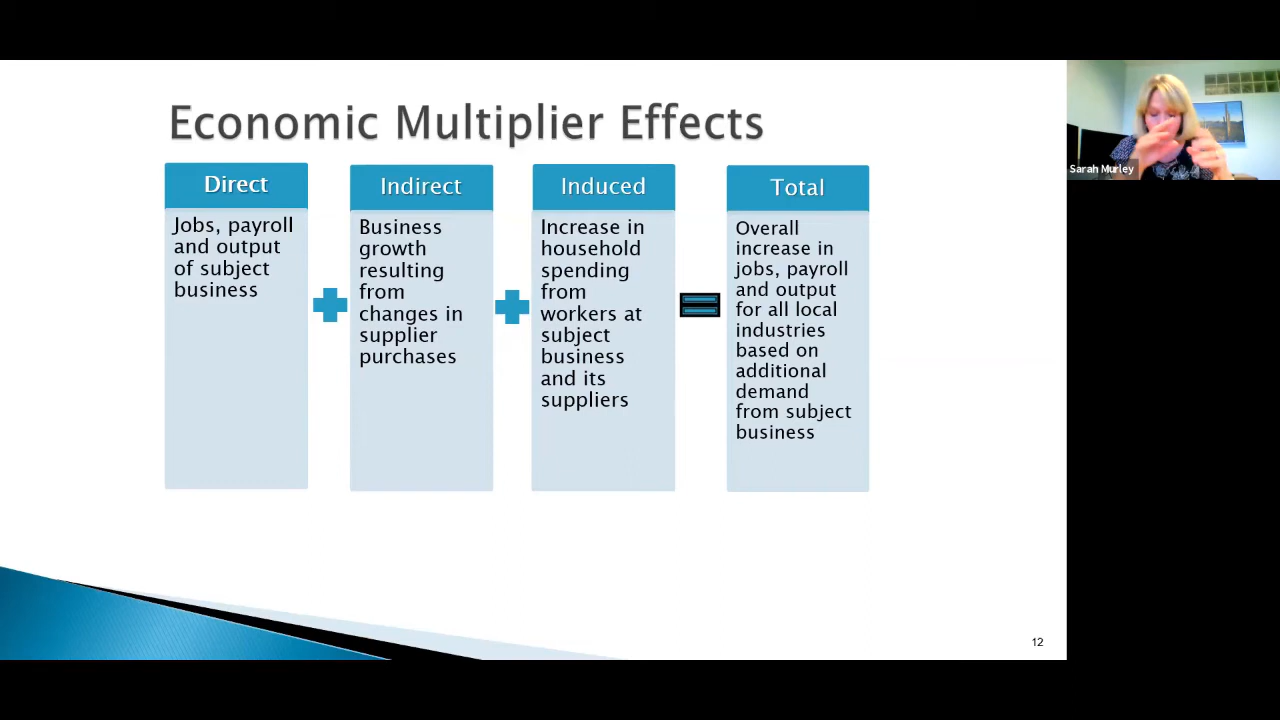 Economic Multiplier Effects
Direct
Jobs, payroll
and output
of subject
business
Indirect
Business
growth
resulting
from
changes in
supplier
purchases
Induced
Increase in
household
spending
from
workers at
subject
business
and its
suppliers
Total
Overall
increase in
jobs, payroll
and output
for all local
industries
based on
additional
demand
from subject
business
12
Sarah Murley